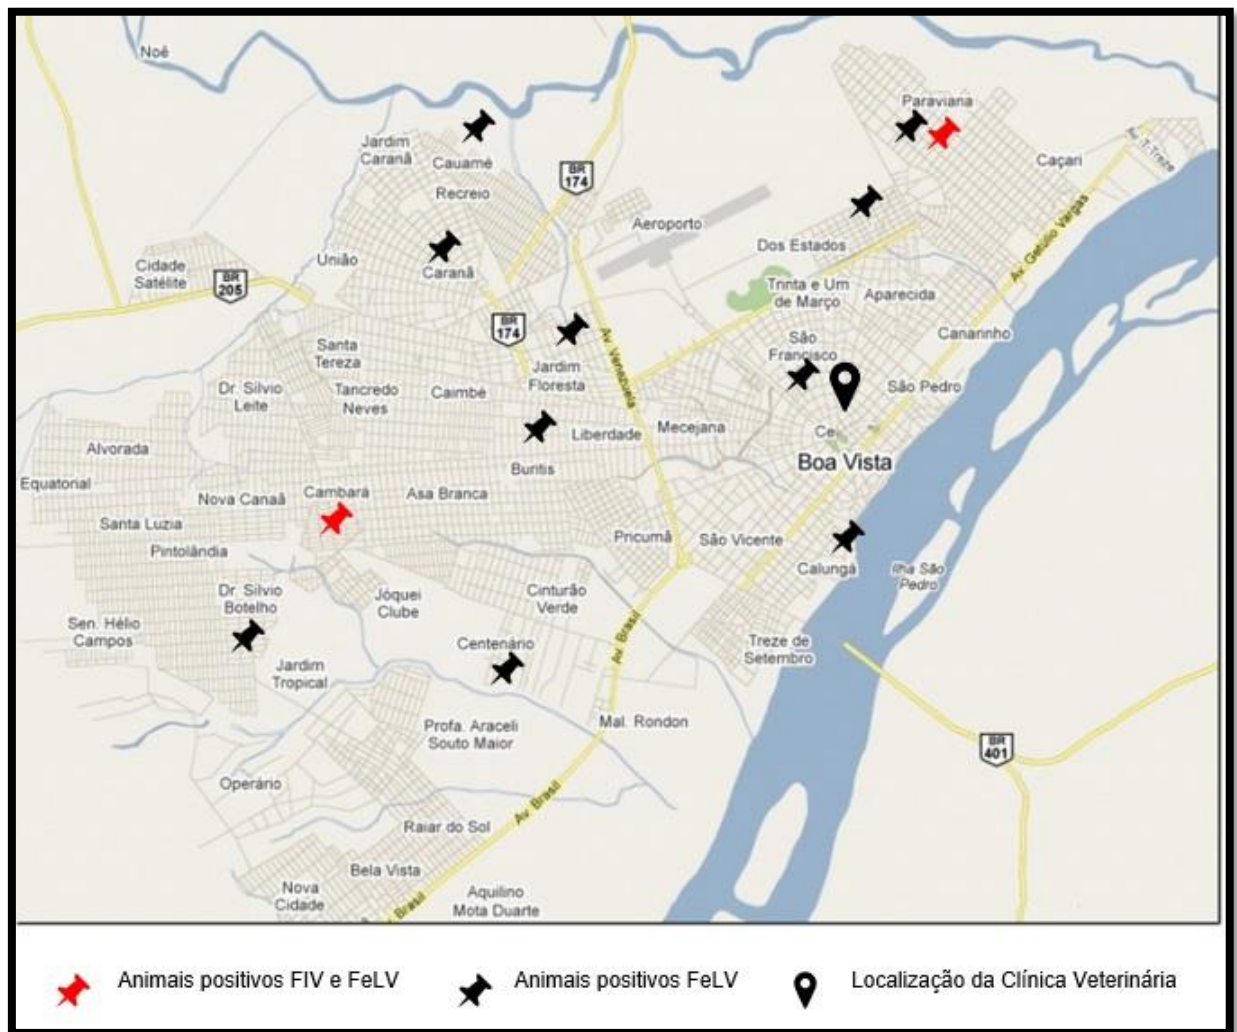 Noê
Paraviana
Jardim
Caranã
Cauamé
Av. T-Treze
Caçari
BR
174
Recreio
Aeroporto
Av. Getulio Vargas
Dos Estados
União
Cidade
Satélite
BR
205
Caranã
Trinta e Um
de Março
Aparecida
BR
174
Av. Venezuela
Canarinho
São
Francisco
Santa
Tereza
Jardim
Floresta
Dr. Silvio
Leite
Tancredo
Neves
Caimbé
São Pedro
Liberdade
Mecejana
Ce
Alvorada
Boa Vista
Buritis
Equatorial
Nova Canaã
Cambará
Asa Branca
Santa Luzia
Pintolândia
Pricumã
São Vicente
Calungá
Ilha São
Pedro
Dr. Silvio
Botelho
Jóquei
Clube
Cinturão
Verde
Sen. Hélio
Campos
Centenário
Av. Brasil
Treze de
Setembro
Jardim
Tropical
Profa. Araceli
Souto Maior
Mal. Rondon
BR
401
Operário
Av. Brasil
Raiar do Sol
Bela Vista
Nova
Cidade
Brasil
Aquilino
Mota Duarte
Animais positivos FIV e FeLV
Animais positivos FeLV
Localização da Clínica Veterinária